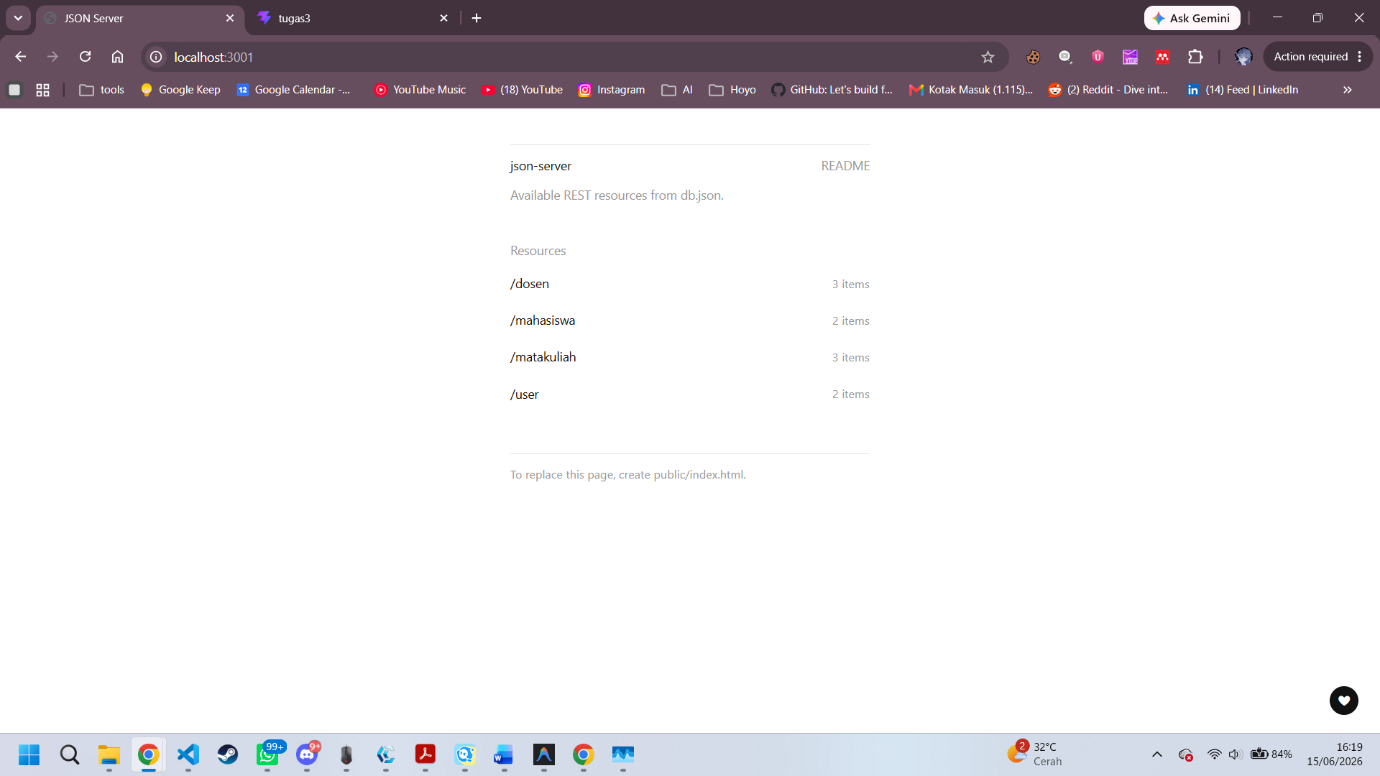 JSON Server
tugas3
Ask Gemini
localhost:3001
Action required
tools
Google Keep
12
Google Calendar -...
YouTube Music
(18) YouTube
Instagram
AI
Hoyo
GitHub: Let's build f...
Kotak Masuk (1.115)...
(2) Reddit - Dive int...
in
(14) Feed | LinkedIn
json-server
README
Available REST resources from db.json.
Resources
/dosen
3 items
/mahasiswa
2 items
/matakuliah
3 items
/user
2 items
To replace this page, create public/index.html.
99+
9+
2
32°C
Cerah
84%
16:19
15/06/2026